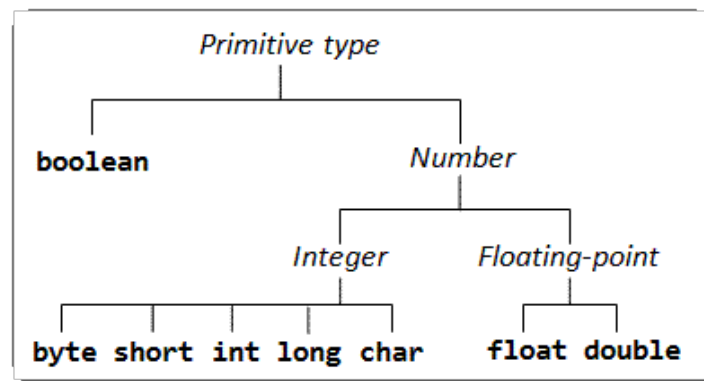 Primitive type
boolean Number
Integer Floating-point
byte short int long char float double